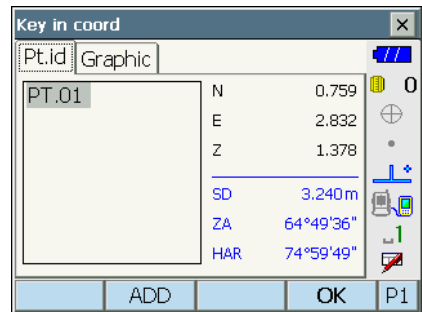 Key in coord
Pt.id Graphic
PT.01
N 0.759
E 2.832
Z 1.378
SD 3.240m
ZA 64°49'36"
HAR 74°59'49"
0
1
ADD OK P1